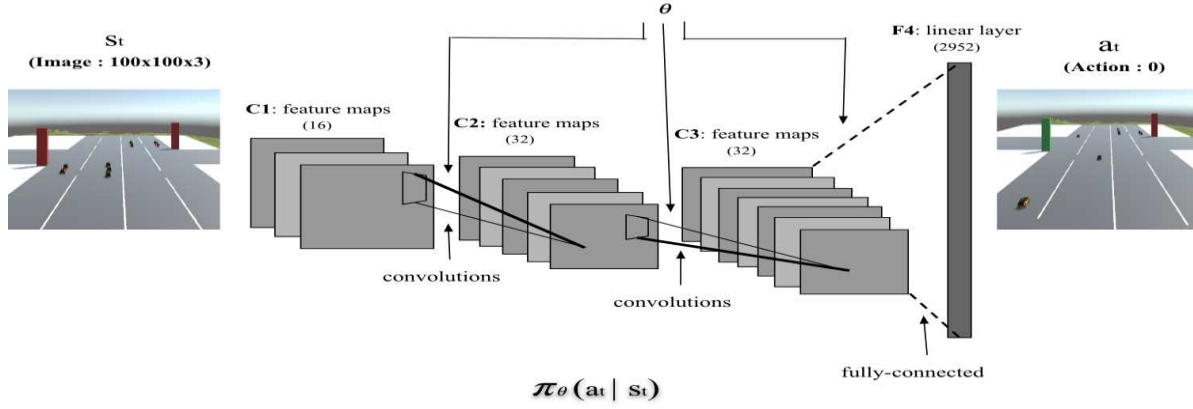 θ
St
(Image : 100x100x3)
C1: feature maps
(16)
C2: feature maps
(32)
C3: feature maps
(32)
F4: linear layer
(2952)
at
(Action : 0)
convolutions
convolutions
fully-connected
πθ(at | St)